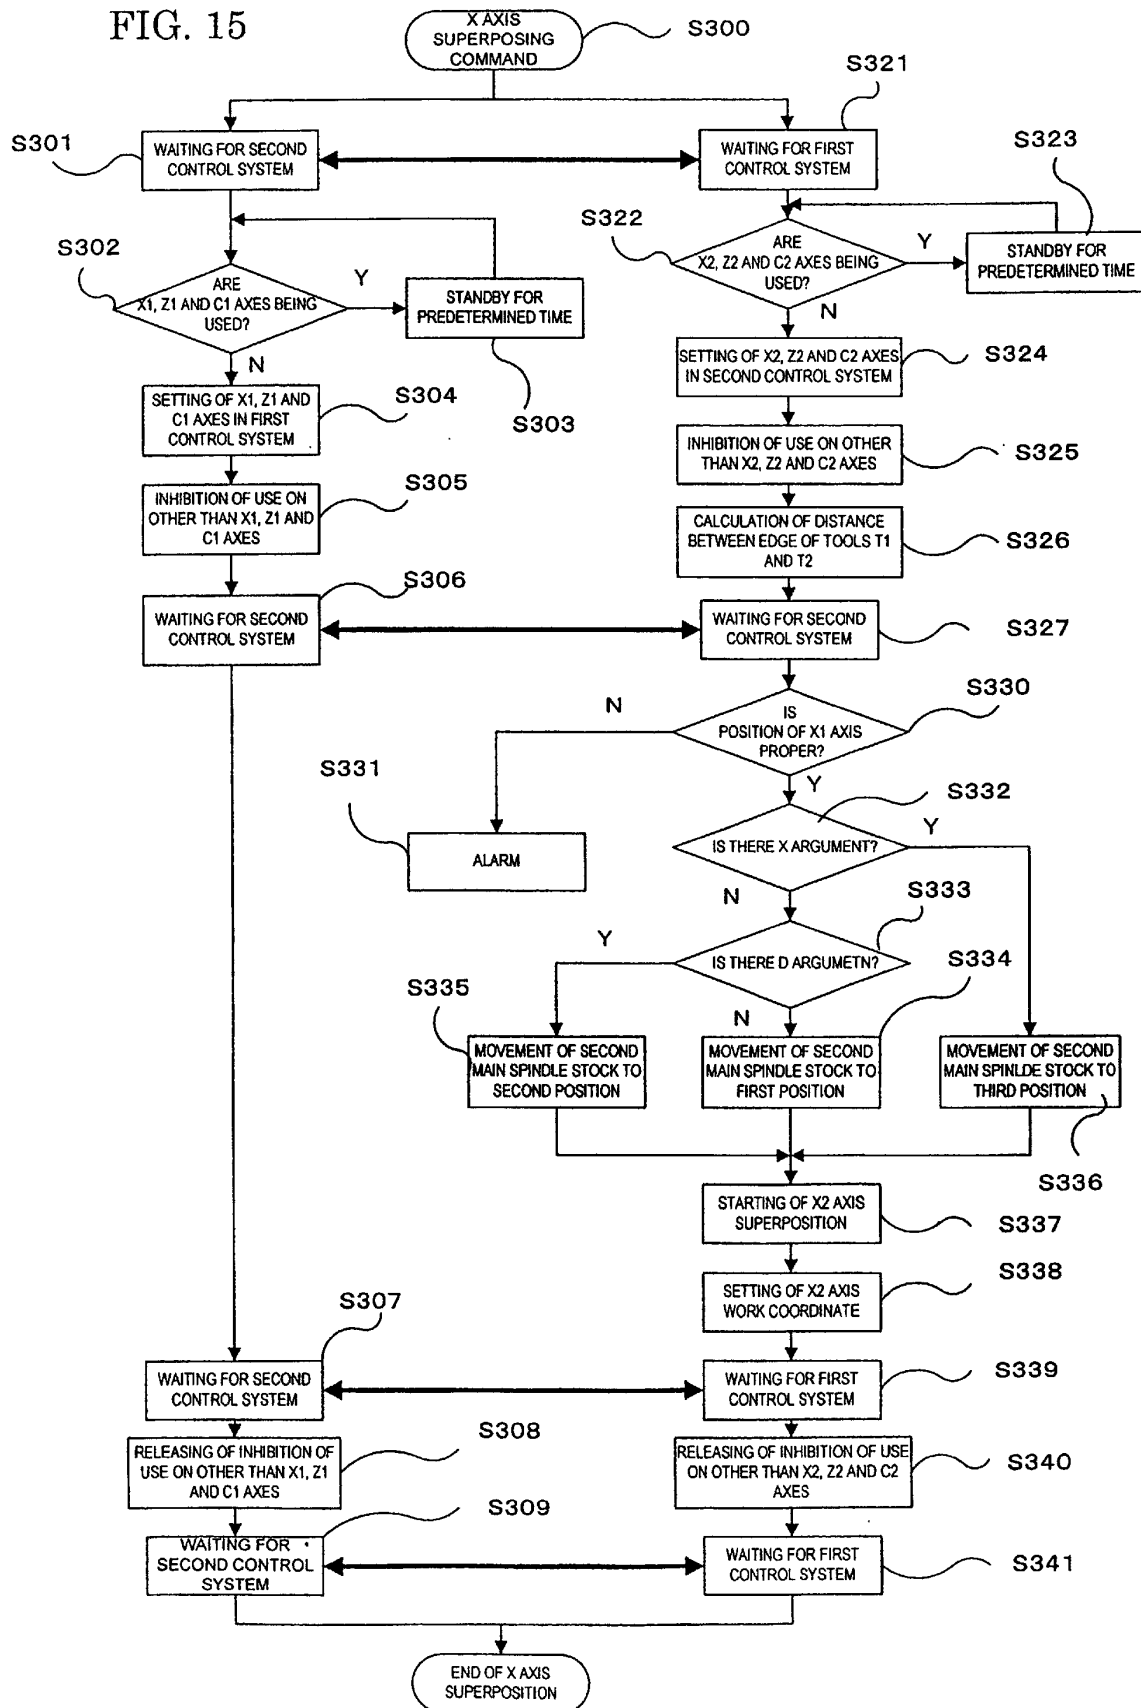 FIG. 15
X AXIS
SUPERPOSING
COMMAND
S300
S321
S301
WAITING FOR SECOND
CONTROL SYSTEM
WAITING FOR FIRST
CONTROL SYSTEM
S323
S302
ARE
X1, Z1 AND C1 AXES BEING
USED?
Y
STANDBY FOR
PREDETERMINED TIME
S303
S322
ARE
X2, Z2 AND C2 AXES BEING
USED?
Y
STANDBY FOR
PREDETERMINED TIME
N
N
SETTING OF X1, Z1 AND
C1 AXES IN FIRST
CONTROL SYSTEM
S304
SETTING OF X2, Z2 AND C2 AXES
IN SECOND CONTROL SYSTEM
S324
INHIBITION OF USE ON
OTHER THAN X1, Z1 AND
C1 AXES
S305
INHIBITION OF USE ON OTHER
THAN X2, Z2 AND C2 AXES
S325
CALCULATION OF DISTANCE
BETWEEN EDGE OF TOOLS T1
AND T2
S326
S306
WAITING FOR SECOND
CONTROL SYSTEM
WAITING FOR SECOND
CONTROL SYSTEM
S327
N
IS
POSITION OF X1 AXIS
PROPER?
S330
Y
S331
ALARM
S332
IS THERE X ARGUMENT?
Y
N
S333
Y
IS THERE D ARGUMETN?
S334
N
S335
MOVEMENT OF SECOND
MAIN SPINDLE STOCK TO
SECOND POSITION
MOVEMENT OF SECOND
MAIN SPINDLE STOCK TO
FIRST POSITION
MOVEMENT OF SECOND
MAIN SPINLDE STOCK TO
THIRD POSITION
S336
STARTING OF X2 AXIS
SUPERPOSITION
S337
SETTING OF X2 AXIS
WORK COORDINATE
S338
S307
WAITING FOR SECOND
CONTROL SYSTEM
WAITING FOR FIRST
CONTROL SYSTEM
S339
RELEASING OF INHIBITION OF
USE ON OTHER THAN X1, Z1
AND C1 AXES
S308
RELEASING OF INHIBITION OF USE
ON OTHER THAN X2, Z2 AND C2
AXES
S340
S309
WAITING FOR
SECOND CONTROL
SYSTEM
WAITING FOR FIRST
CONTROL SYSTEM
S341
END OF X AXIS
SUPERPOSITION